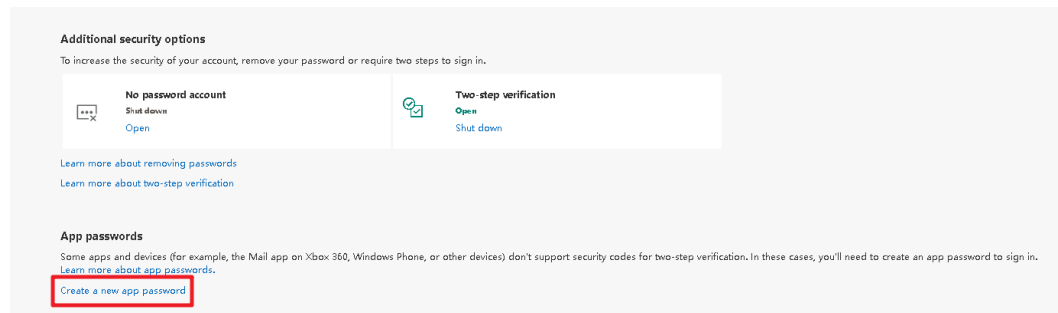 Additional security options
To increase the security of your account, remove your password or require two steps to sign in.
No password account
Shut down
Open
Two-step verification
Open
Shut down
Learn more about removing passwords
Learn more about two-step verification
App passwords
Some apps and devices (for example, the Mail app on Xbox 360, Windows Phone, or other devices) don't support security codes for two-step verification. In these cases, you'll need to create an app password to sign in.
Learn more about app passwords.
Create a new app password